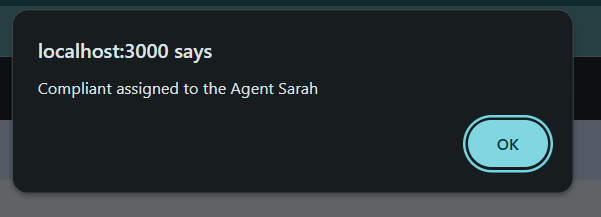 localhost:3000 says
Compliant assigned to the Agent Sarah
OK